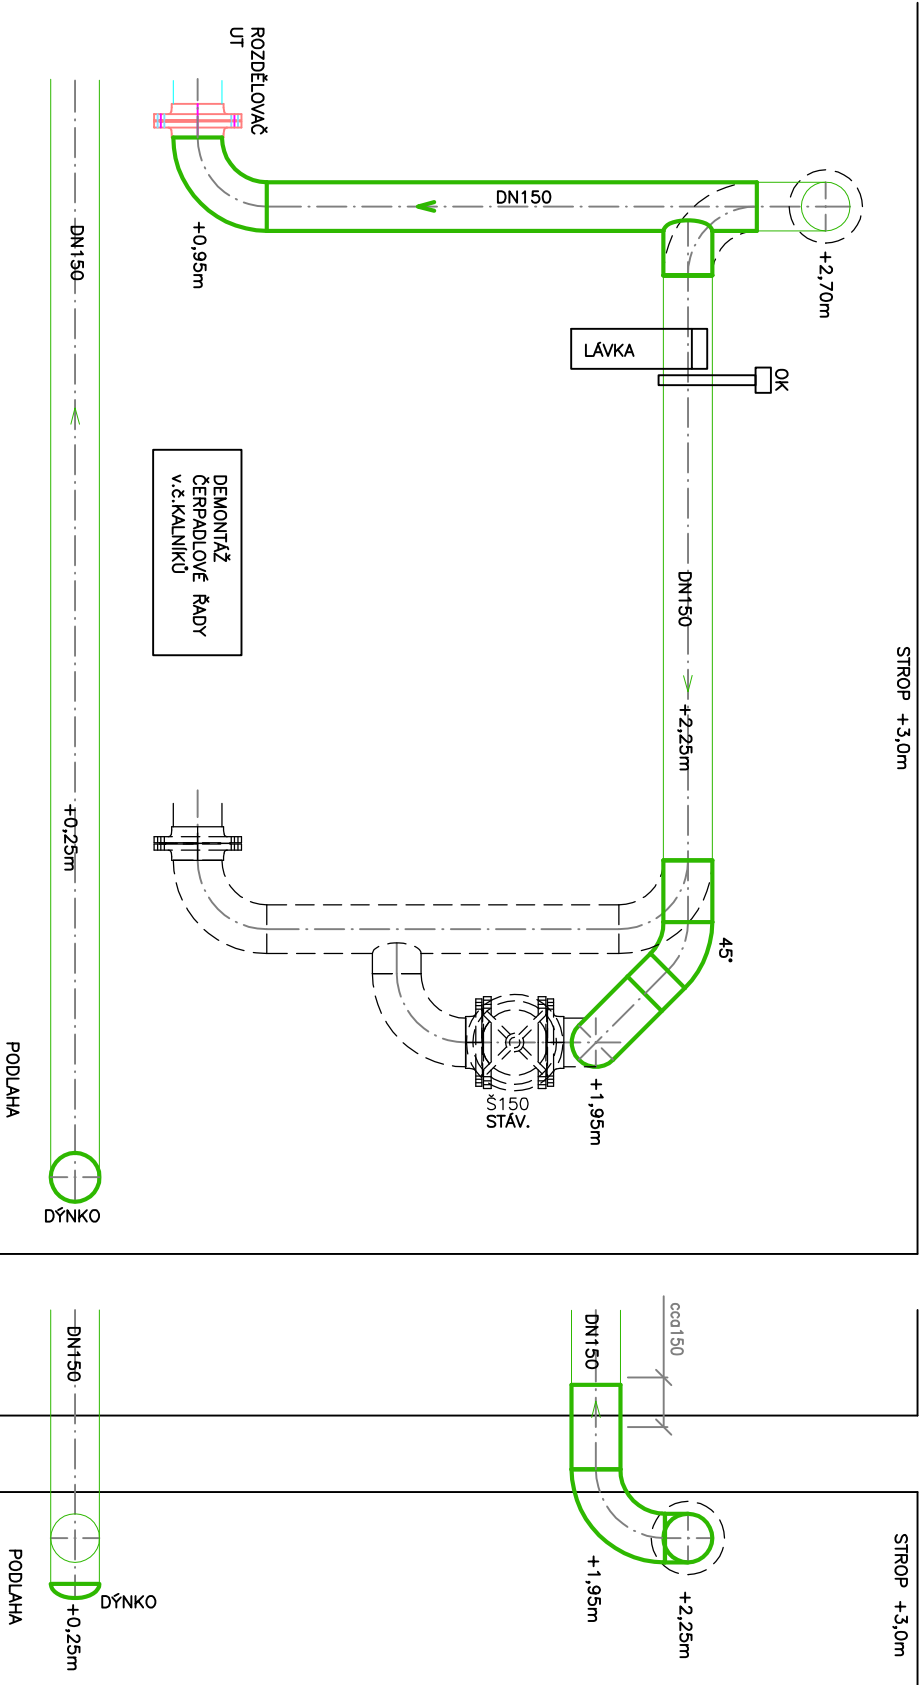 STROP +3,0m
+2,70m
OK
LÁVKA
DN150
DN150
+2,25m
45°
+1,95m
Š150
STÁV.
ROZDĚLOVAČ
UT
+0,95m
DEMONTÁŽ
ČERPADLOVÉ ŘADY
v.č.KALNÍKŮ
DN150
+0,25m
DÝNKO
PODLAHA
STROP +3,0m
cca150
DN150
+2,25m
+1,95m
DN150
DÝNKO
+0,25m
PODLAHA